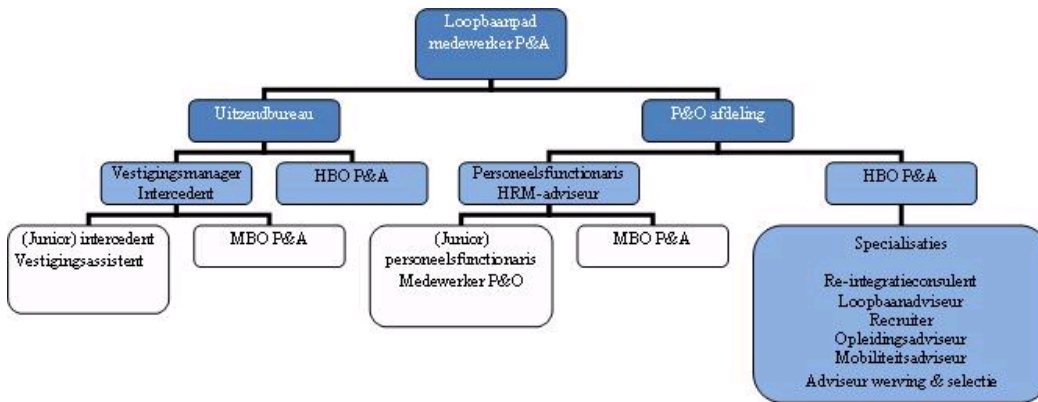 Loopbaanpad
medewerker P&A
Uitzendbureau
P&O afdeling
Vestigingsmanager
Intercedent
HBO P&A
Personeelsfunctionaris
HRM-adviseur
HBO P&A
(Junior) intercedent
Vestigingsassistent
MBO P&A
(Junior)
personeelsfunctionaris
Medewerker P&O
MBO P&A
Specialisaties
Re-integratieconsulent
Loopbaanadviseur
Recruiter
Opleidingsadviseur
Mobiliteitsadviseur
Adviseur werving & selectie